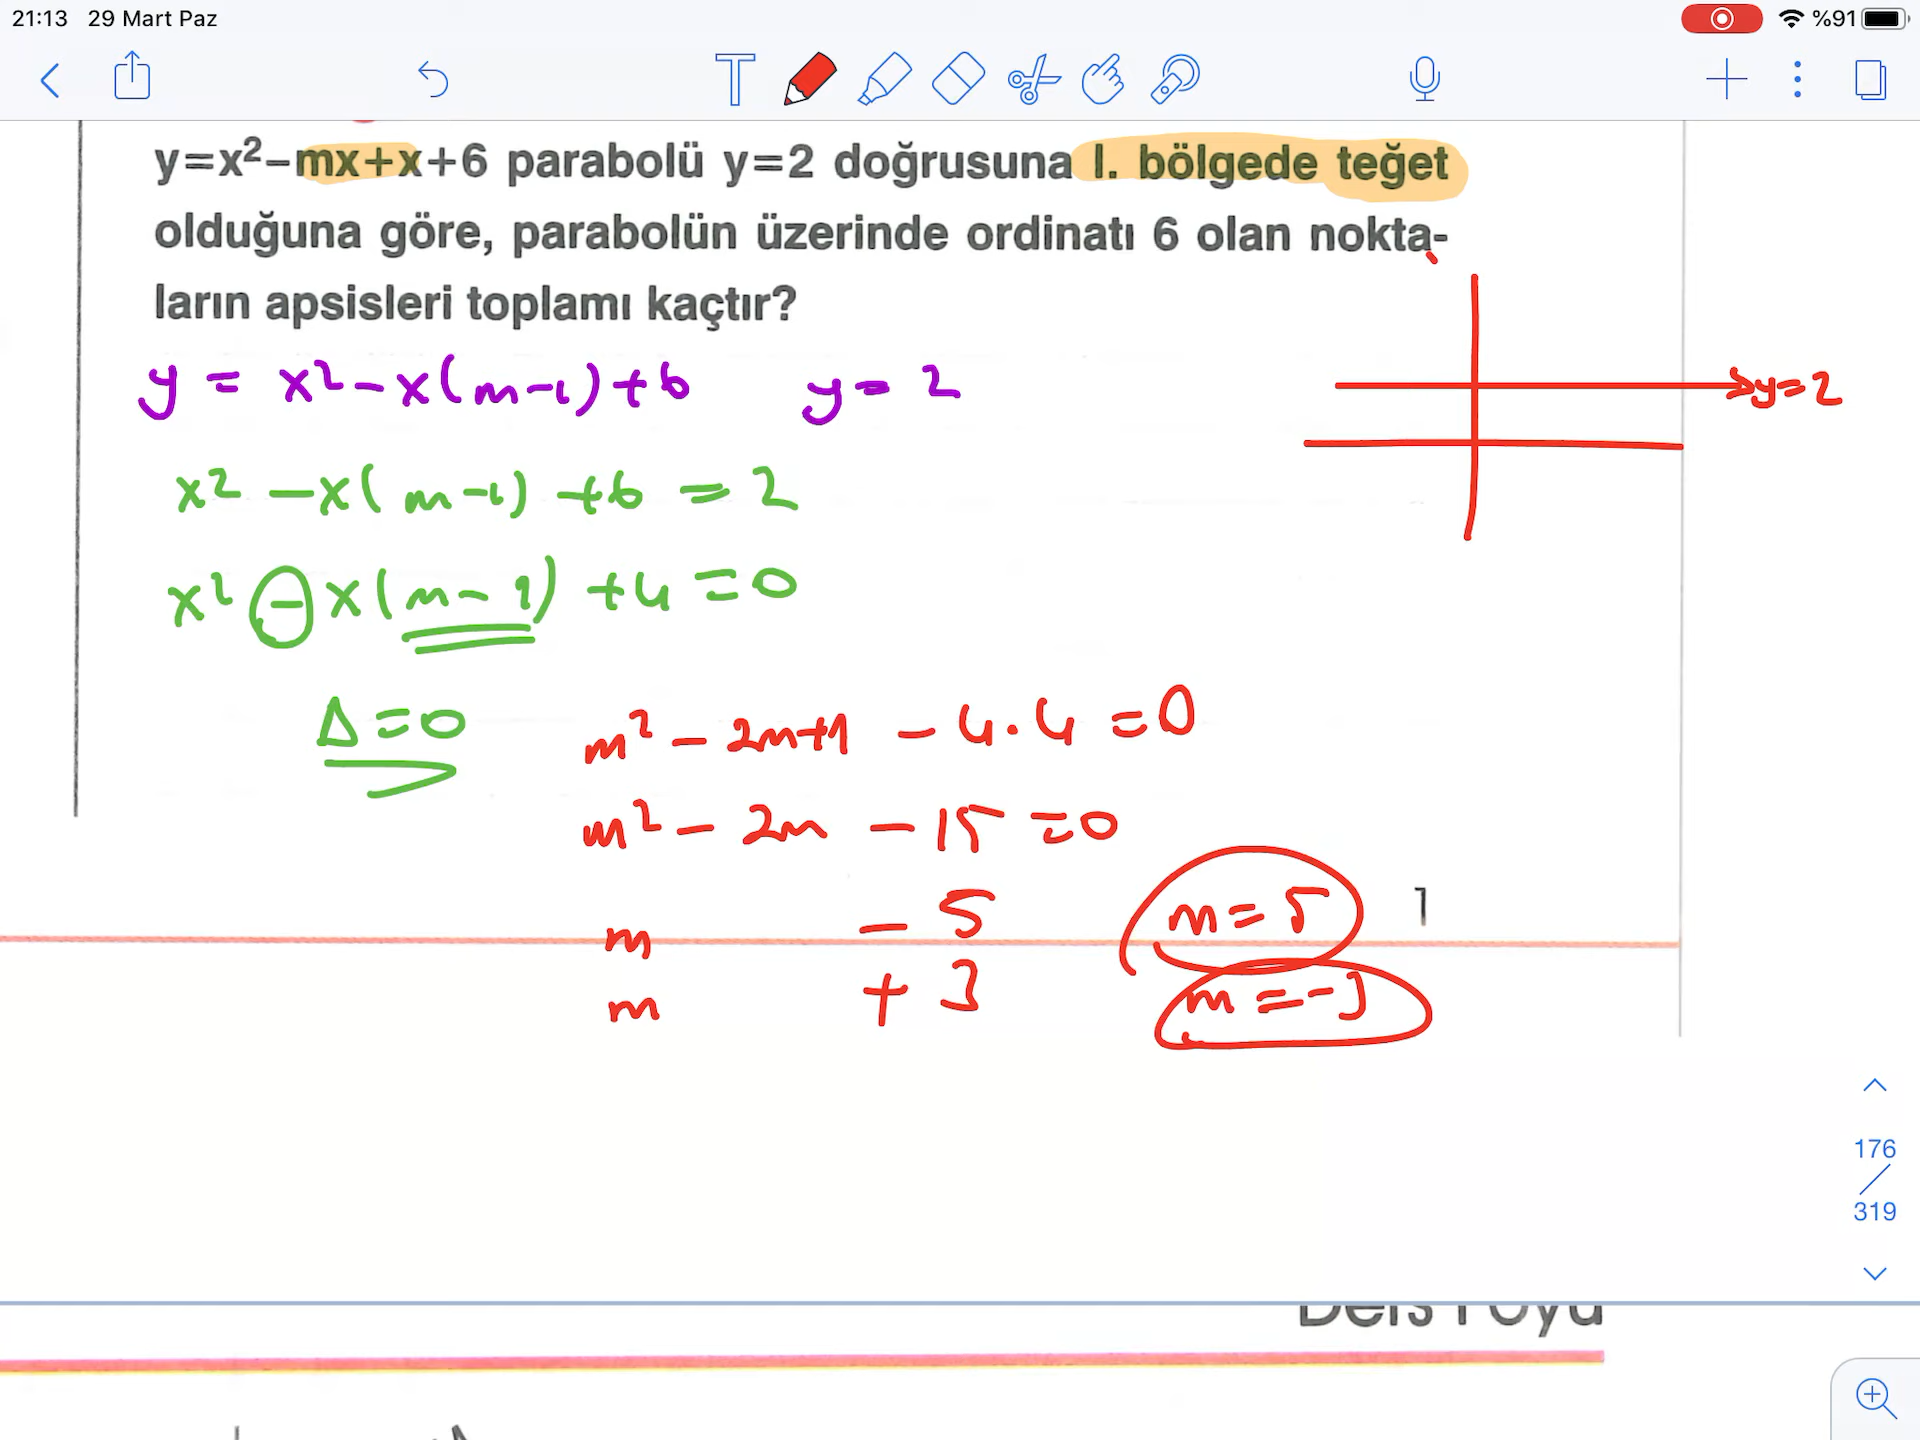 21:13 29 Mart Paz %91
y=x²−mx+x+6 parabolü y=2 doğrusuna I. bölgede teğet
olduğuna göre, parabolün üzerinde ordinatı 6 olan nokta-
ların apsisleri toplamı kaçtır?
y = x² − x(m−1)+6 y = 2
y=2
x² − x(m−1) +6 = 2
x² − x(m−1) +4 = 0
Δ = 0
m² − 2m+1 − 4.4 = 0
m² − 2m − 15 = 0
m − 5 m = 5
1
m + 3 m = −3
176
319